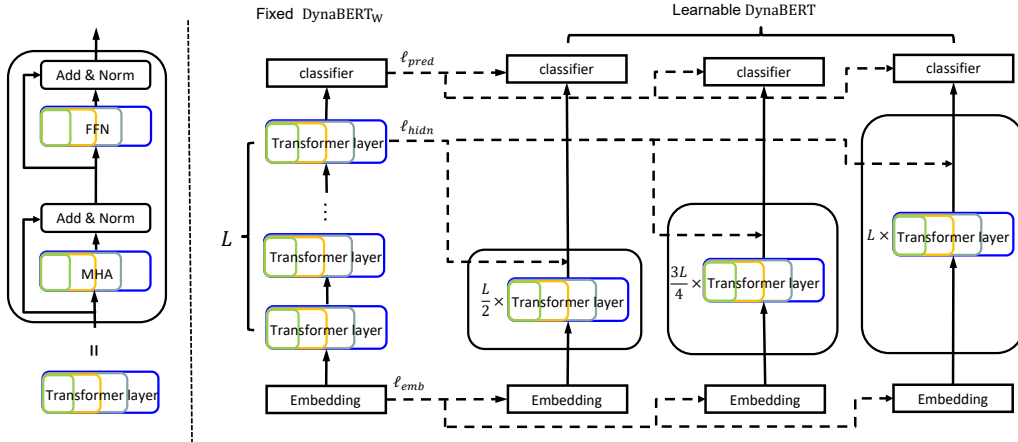 Add & Norm
FFN
Add & Norm
MHA
=
Transformer layer
Fixed DynaBERT_W
Learnable DynaBERT
classifier
ℓ_pred
classifier
classifier
classifier
Transformer layer
ℓ_hidn
L
...
Transformer layer
Transformer layer
L/2 × Transformer layer
3L/4 × Transformer layer
L × Transformer layer
Embedding
ℓ_emb
Embedding
Embedding
Embedding